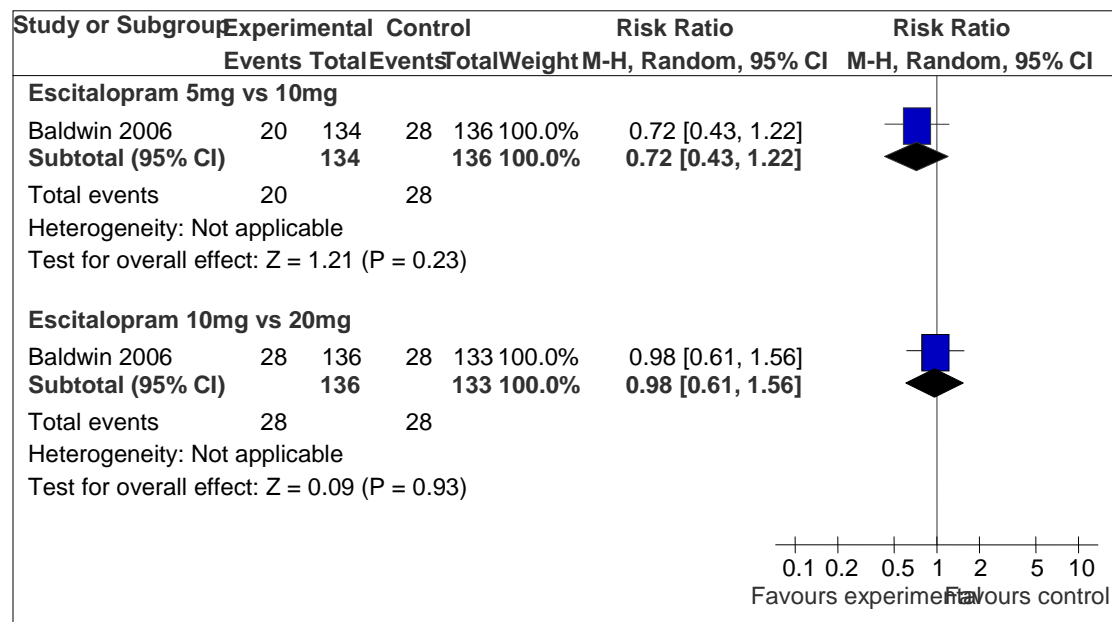 Study or Subgroup Experimental Control Risk Ratio Risk Ratio
Events Total Events Total Weight M-H, Random, 95% CI M-H, Random, 95% CI
Escitalopram 5mg vs 10mg
Baldwin 2006 20 134 28 136 100.0% 0.72 [0.43, 1.22]
Subtotal (95% CI) 134 136 100.0% 0.72 [0.43, 1.22]
Total events 20 28
Heterogeneity: Not applicable
Test for overall effect: Z = 1.21 (P = 0.23)
Escitalopram 10mg vs 20mg
Baldwin 2006 28 136 28 133 100.0% 0.98 [0.61, 1.56]
Subtotal (95% CI) 136 133 100.0% 0.98 [0.61, 1.56]
Total events 28 28
Heterogeneity: Not applicable
Test for overall effect: Z = 0.09 (P = 0.93)
0.1 0.2 0.5 1 2 5 10
Favours experimental Favours control